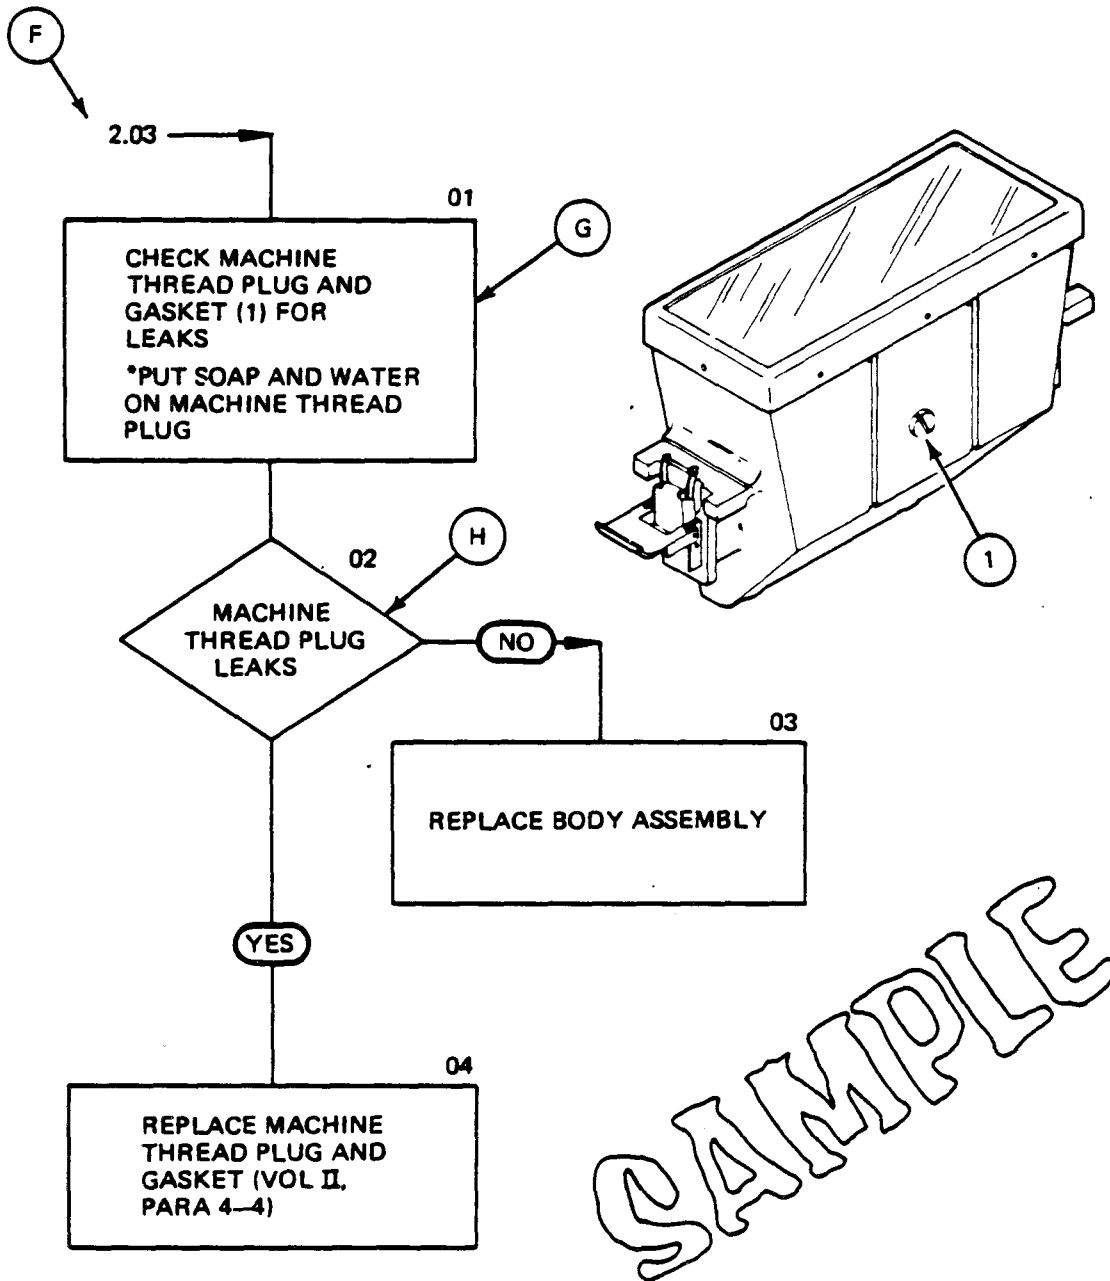 F
2.03
01
CHECK MACHINE
THREAD PLUG AND
GASKET (1) FOR
LEAKS
*PUT SOAP AND WATER
ON MACHINE THREAD
PLUG
G
1
02
MACHINE
THREAD PLUG
LEAKS
H
NO
03
REPLACE BODY ASSEMBLY
YES
04
REPLACE MACHINE
THREAD PLUG AND
GASKET (VOL II,
PARA 4—4)
SAMPLE